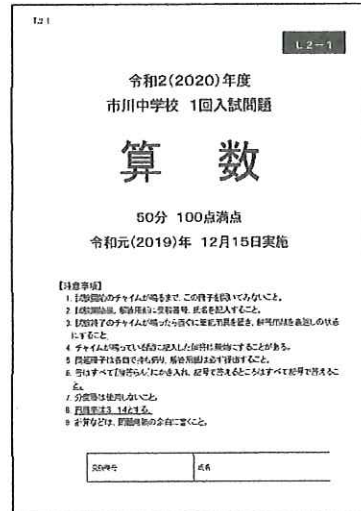 L2-1
L2-1
令和2(2020)年度
市川中学校 1回入試問題
算 数
50分 100点満点
令和元(2019)年 12月15日実施
【注意事項】
1. 試験開始のチャイムが鳴るまで、この冊子を開いてみないこと。
2. 試験開始後、解答用紙に受験番号、氏名を記入すること。
3. 試験終了のチャイムが鳴ったら直ぐに筆記用具を置き、解答用紙を裏返しの状態
にすること。
4. チャイムが鳴っている間に記入した解答は無効にすることがある。
5. 問題冊子は各自で持ち帰り、解答用紙は必ず提出すること。
6. 答はすべて「解答らん」にかき入れ、記号で答えるところはすべて記号で答えるこ
と。
7. 分度器は使用しないこと。
8. 円周率は3.14とする。
9. 計算などは、問題用紙の余白に書くこと。
受験番号
氏名